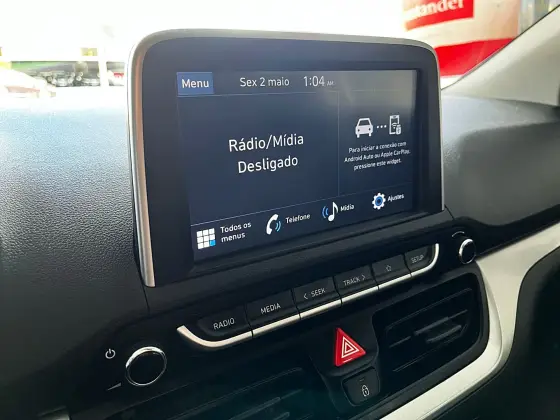 Santander
Menu
Sex 2 maio
1:04 AM
Rádio/Mídia
Desligado
Para iniciar a conexão com
Android Auto ou Apple CarPlay,
pressione este widget.
Todos os
menus
Telefone
Mídia
Ajustes
RADIO
MEDIA
< SEEK
TRACK >
SETUP